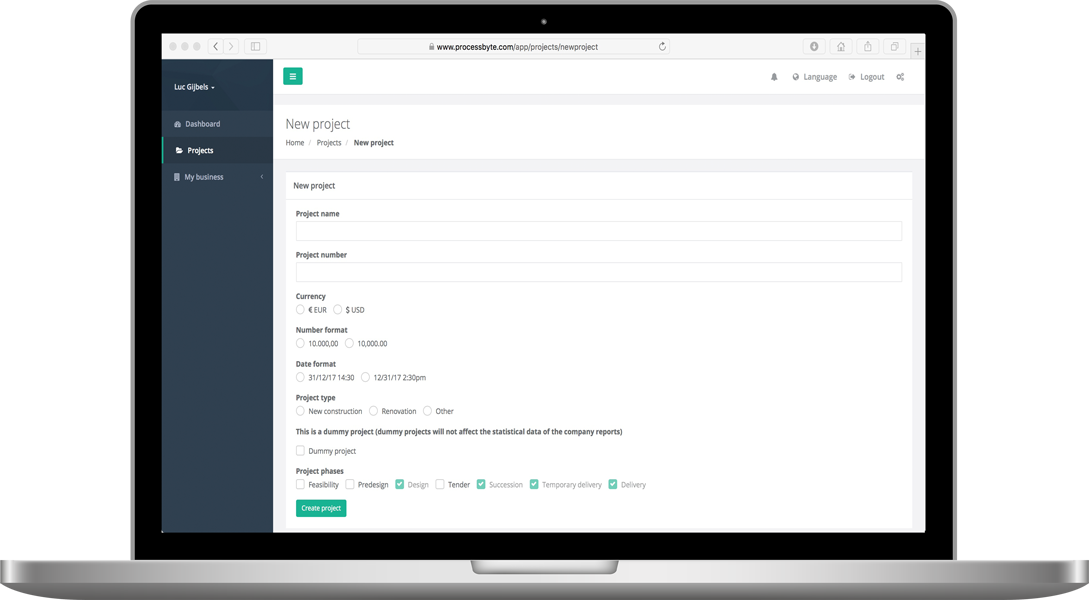 www.processbyte.com/app/projects/newproject
Luc Gijbels
Language
Logout
Dashboard
Projects
My business
New project
Home / Projects / New project
New project
Project name
Project number
Currency
€ EUR $ USD
Number format
10.000,00 10,000.00
Date format
31/12/17 14:30 12/31/17 2:30pm
Project type
New construction Renovation Other
This is a dummy project (dummy projects will not affect the statistical data of the company reports)
Dummy project
Project phases
Feasibility Predesign Design Tender Succession Temporary delivery Delivery
Create project